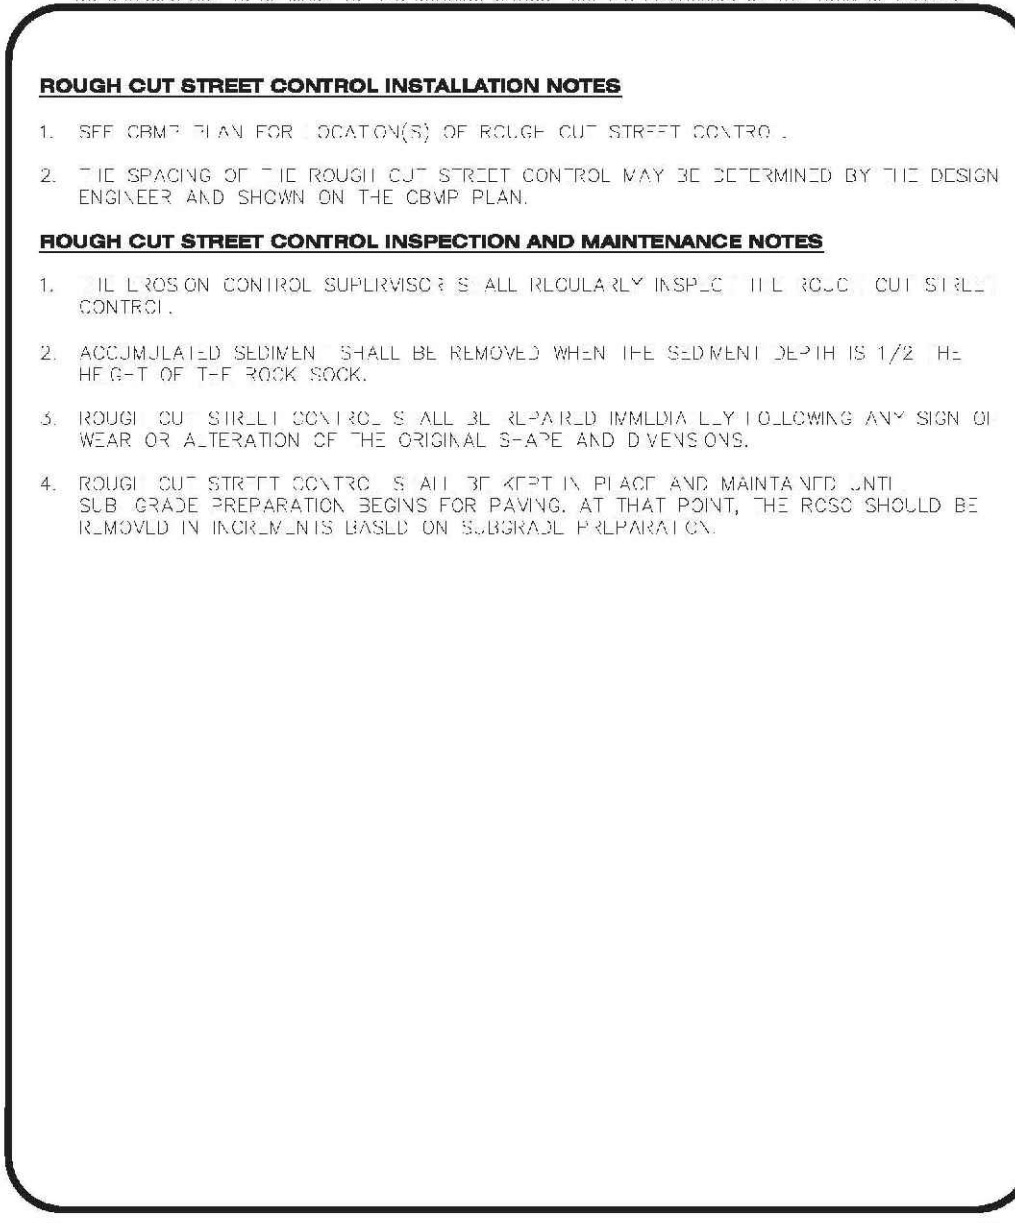 ROUGH CUT STREET CONTROL INSTALLATION NOTES
1. SEE CBMP PLAN FOR LOCATION(S) OF ROUGH CUT STREET CONTROL.
2. THE SPACING OF THE ROUGH CUT STREET CONTROL MAY BE DETERMINED BY THE DESIGN
ENGINEER AND SHOWN ON THE CBMP PLAN.
ROUGH CUT STREET CONTROL INSPECTION AND MAINTENANCE NOTES
1. THE EROSION CONTROL SUPERVISOR SHALL REGULARLY INSPECT THE ROUGH CUT STREET
CONTROL.
2. ACCUMULATED SEDIMENT SHALL BE REMOVED WHEN THE SEDIMENT DEPTH IS 1/2 THE
HEIGHT OF THE ROCK SOCK.
3. ROUGH CUT STREET CONTROL SHALL BE REPAIRED IMMEDIATELY FOLLOWING ANY SIGN OF
WEAR OR ALTERATION OF THE ORIGINAL SHAPE AND DIMENSIONS.
4. ROUGH CUT STREET CONTROL SHALL BE KEPT IN PLACE AND MAINTAINED UNTIL
SUB GRADE PREPARATION BEGINS FOR PAVING. AT THAT POINT, THE RCSC SHOULD BE
REMOVED IN INCREMENTS BASED ON SUBGRADE PREPARATION.